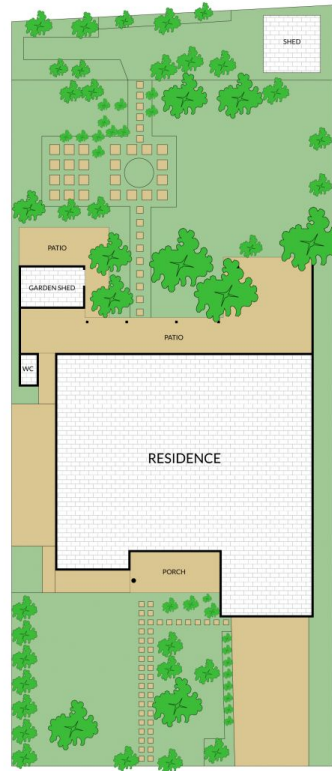 SHED
PATIO
GARDEN SHED
PATIO
WC
RESIDENCE
PORCH